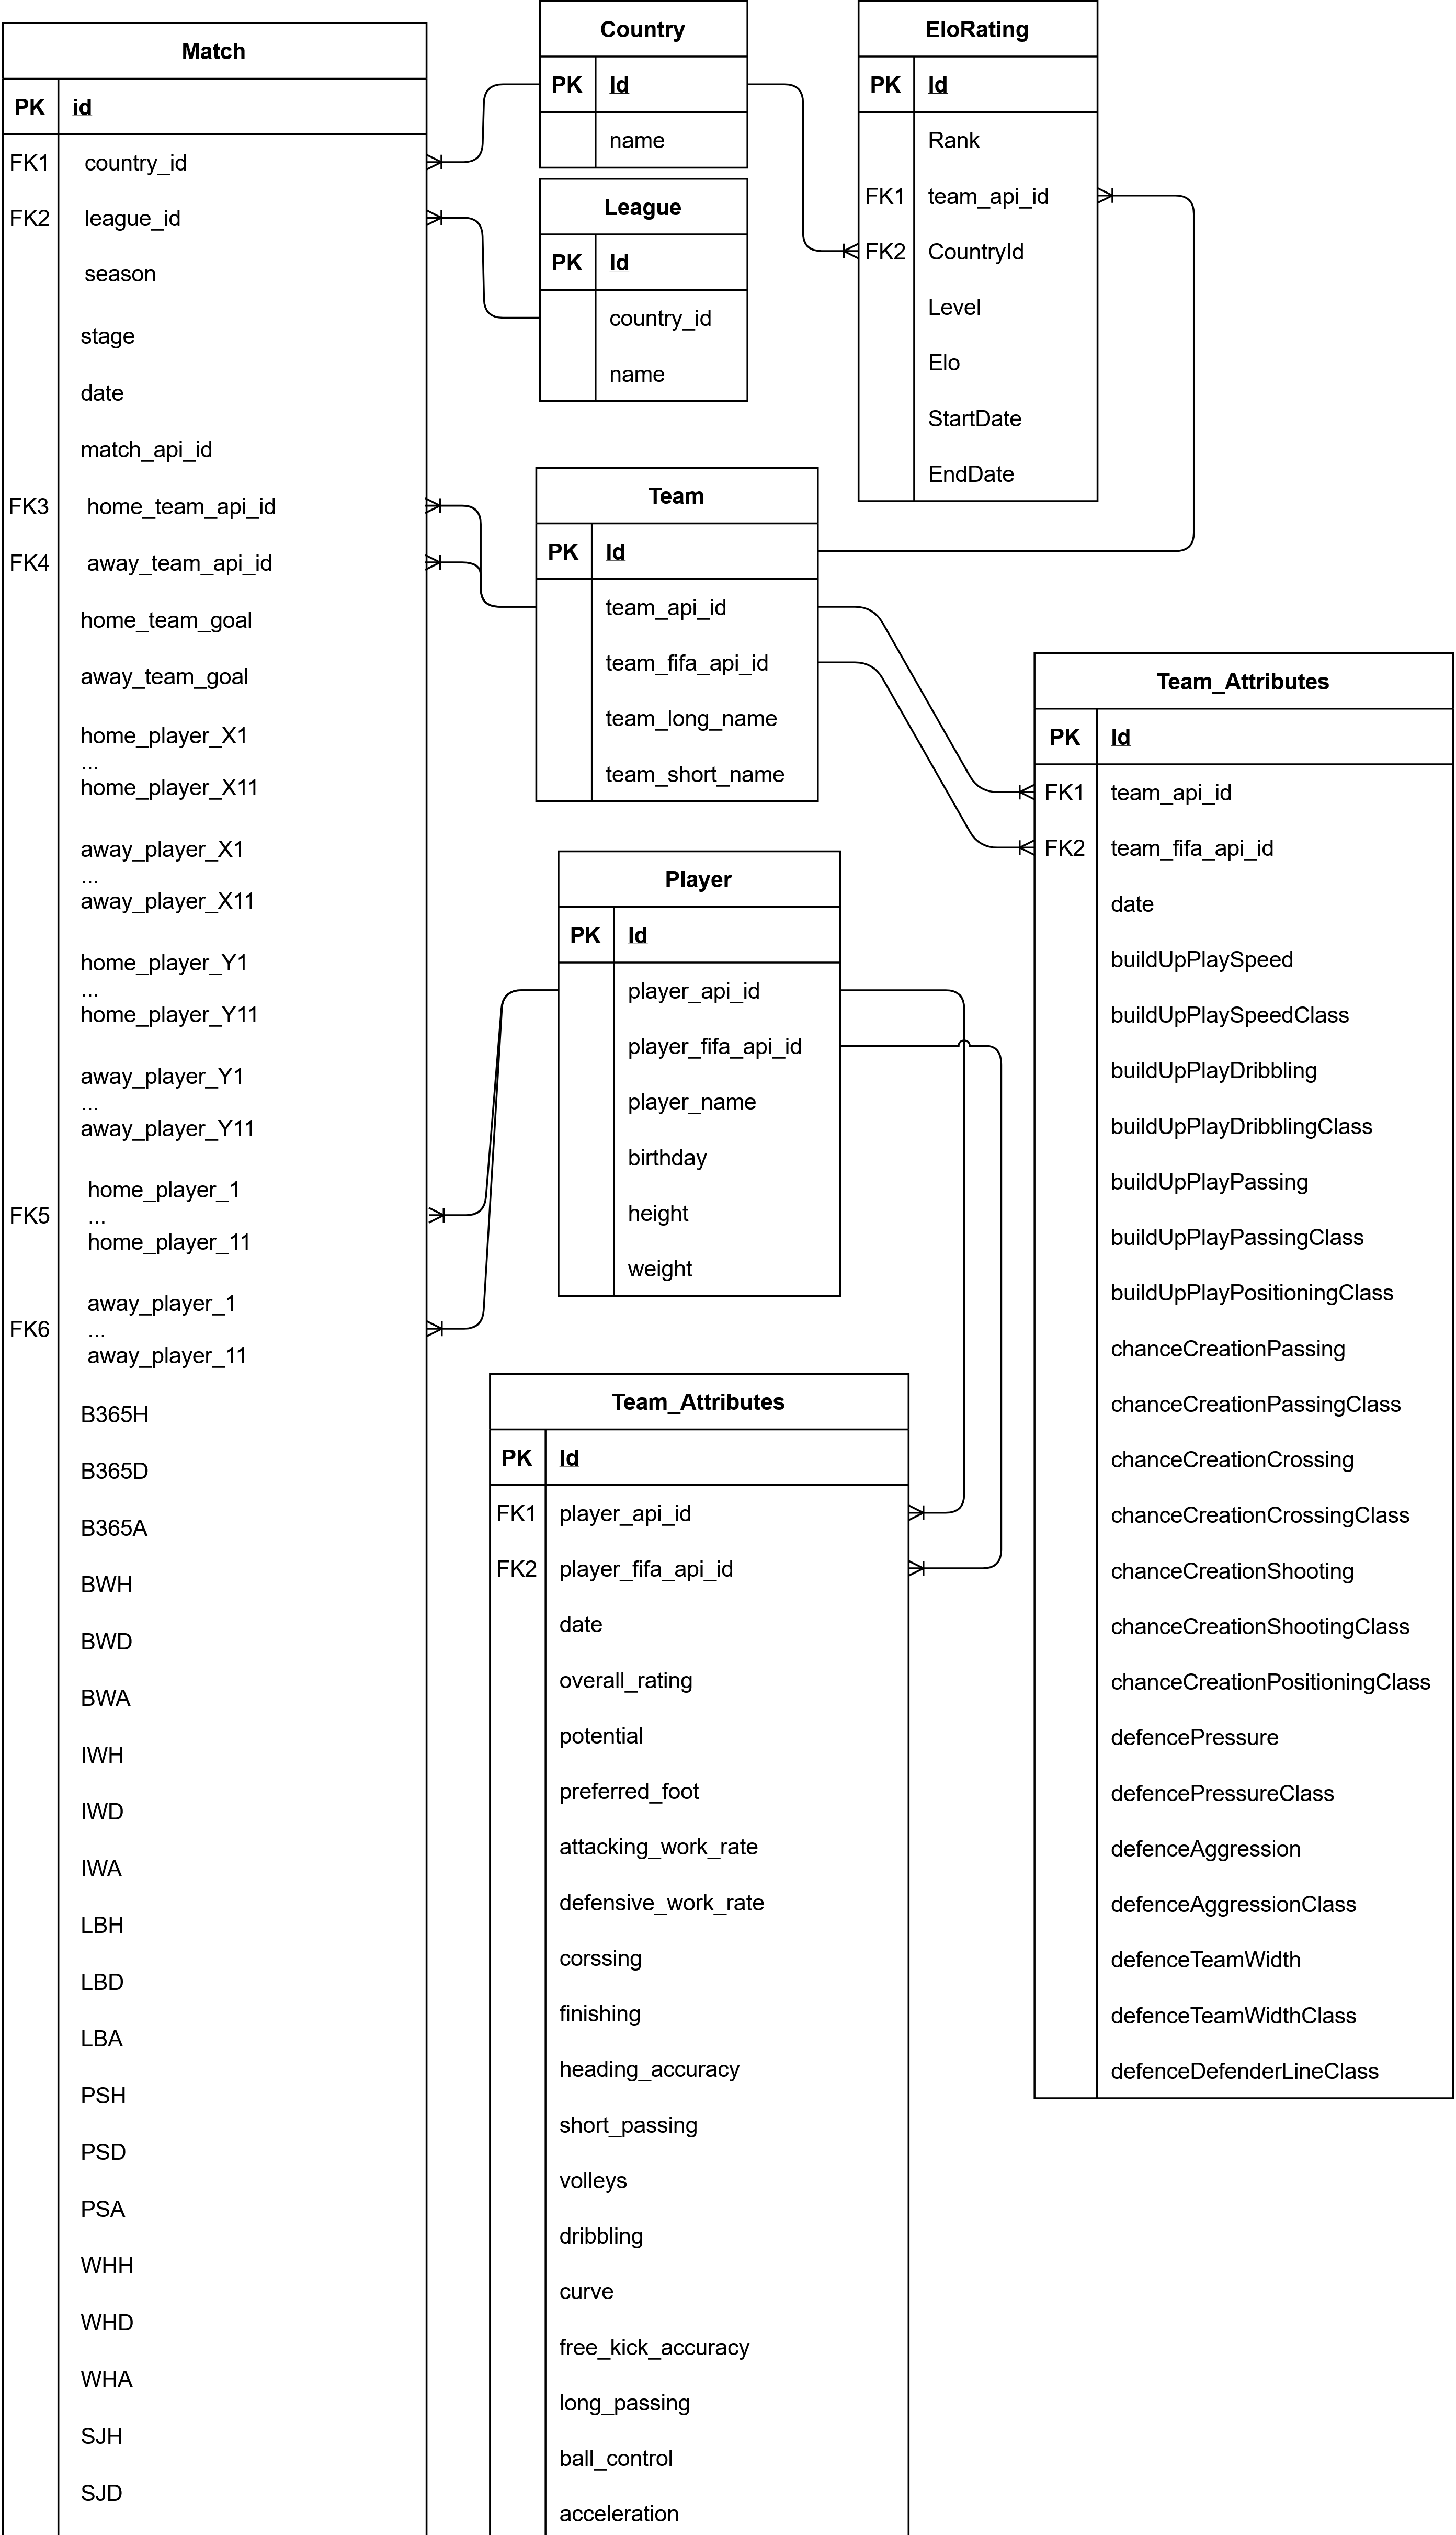 Match
PK id
FK1 country_id
FK2 league_id
season
stage
date
match_api_id
FK3 home_team_api_id
FK4 away_team_api_id
home_team_goal
away_team_goal
home_player_X1
...
home_player_X11
away_player_X1
...
away_player_X11
home_player_Y1
...
home_player_Y11
away_player_Y1
...
away_player_Y11
home_player_1
FK5 ...
home_player_11
away_player_1
FK6 ...
away_player_11
B365H
B365D
B365A
BWH
BWD
BWA
IWH
IWD
IWA
LBH
LBD
LBA
PSH
PSD
PSA
WHH
WHD
WHA
SJH
SJD
Country
PK Id
name
League
PK Id
country_id
name
EloRating
PK Id
Rank
FK1 team_api_id
FK2 CountryId
Level
Elo
StartDate
EndDate
Team
PK Id
team_api_id
team_fifa_api_id
team_long_name
team_short_name
Player
PK Id
player_api_id
player_fifa_api_id
player_name
birthday
height
weight
Team_Attributes
PK Id
FK1 player_api_id
FK2 player_fifa_api_id
date
overall_rating
potential
preferred_foot
attacking_work_rate
defensive_work_rate
corssing
finishing
heading_accuracy
short_passing
volleys
dribbling
curve
free_kick_accuracy
long_passing
ball_control
acceleration
Team_Attributes
PK Id
FK1 team_api_id
FK2 team_fifa_api_id
date
buildUpPlaySpeed
buildUpPlaySpeedClass
buildUpPlayDribbling
buildUpPlayDribblingClass
buildUpPlayPassing
buildUpPlayPassingClass
buildUpPlayPositioningClass
chanceCreationPassing
chanceCreationPassingClass
chanceCreationCrossing
chanceCreationCrossingClass
chanceCreationShooting
chanceCreationShootingClass
chanceCreationPositioningClass
defencePressure
defencePressureClass
defenceAggression
defenceAggressionClass
defenceTeamWidth
defenceTeamWidthClass
defenceDefenderLineClass